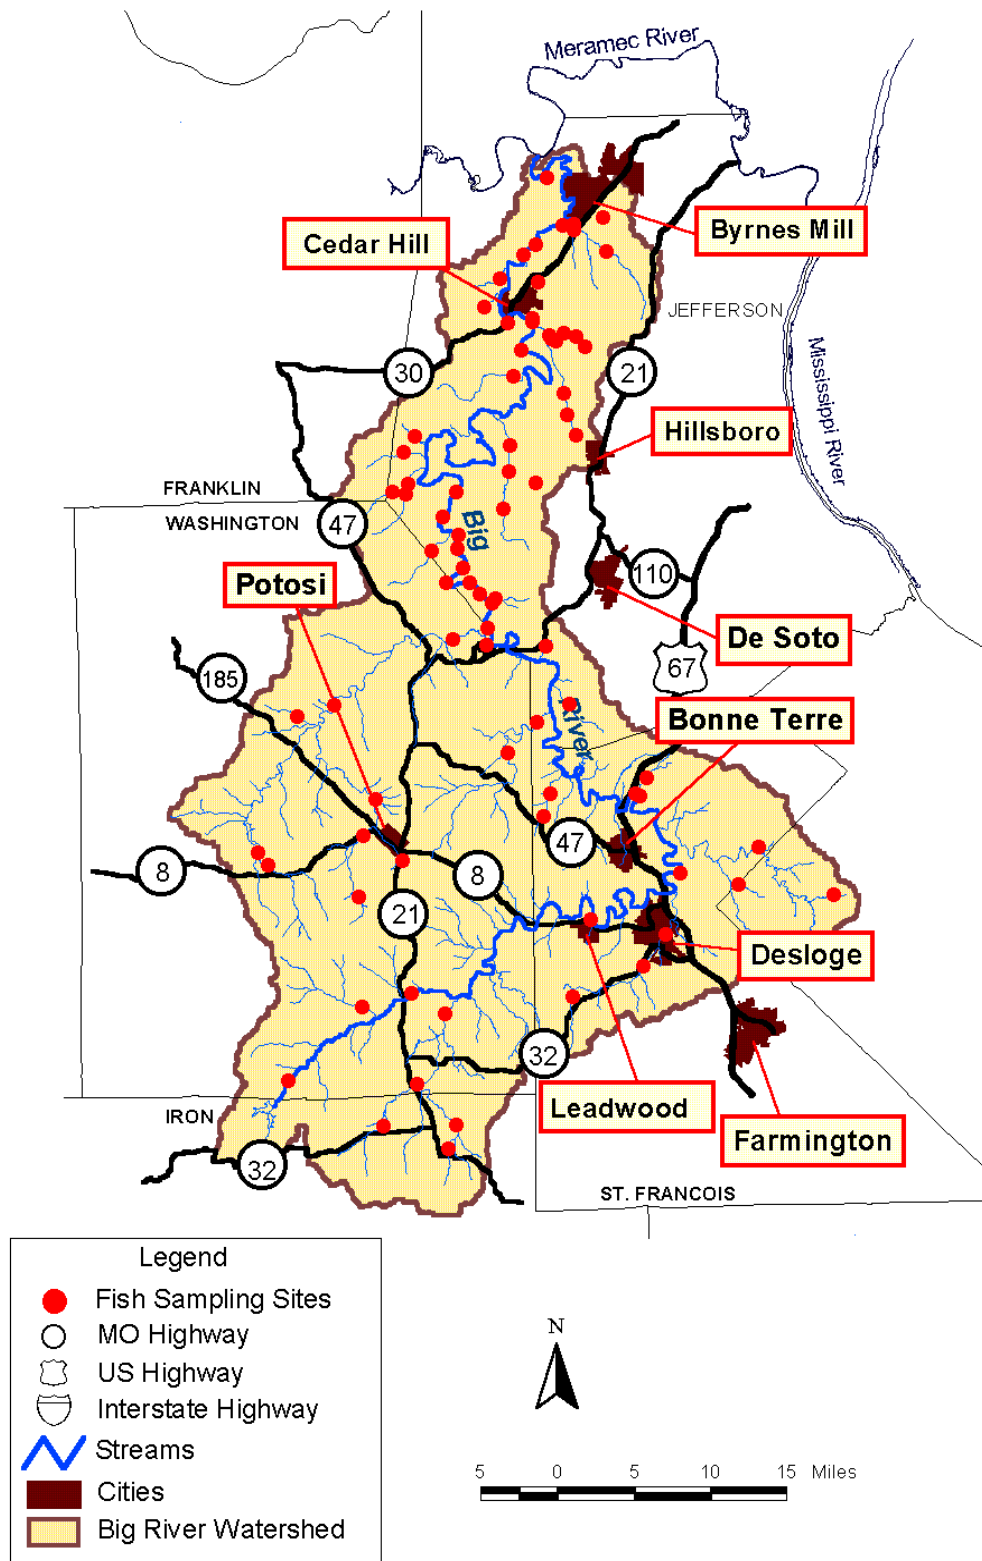 Meramec River
Byrnes Mill
Cedar Hill
JEFFERSON
30
21
Mississippi River
Hillsboro
FRANKLIN
WASHINGTON
47
Big
110
Potosi
De Soto
185
67
River
Bonne Terre
47
8
8
21
Desloge
32
Leadwood
IRON
Farmington
32
ST. FRANCOIS
Legend
Fish Sampling Sites
MO Highway
US Highway
Interstate Highway
Streams
Cities
Big River Watershed
N
5 0 5 10 15 Miles